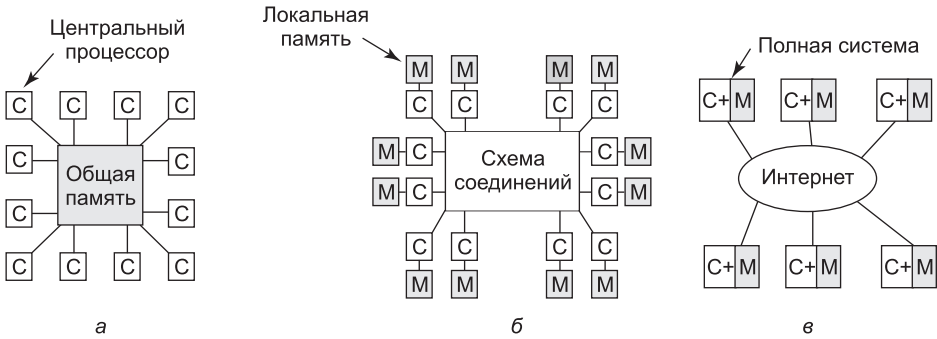 Центральный
процессор
C C C C
C C
Общая
память
C C
C C C C
а
Локальная
память
M M M M
C C C C
M C C M
Схема
соединений
M C C M
C C C C
M M M M
б
Полная система
C+ M C+ M C+ M
Интернет
C+ M C+ M C+ M
в